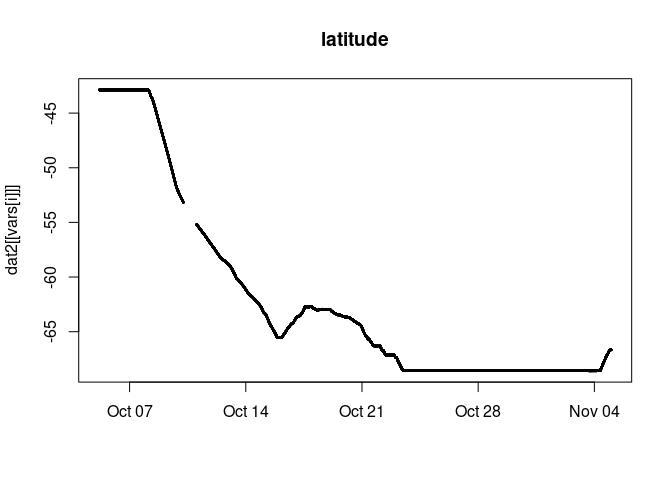 latitude
dat2[[vars[i]]]
-45
-50
-55
-60
-65
Oct 07
Oct 14
Oct 21
Oct 28
Nov 04